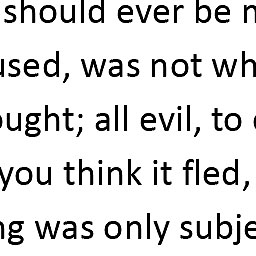 should ever be
used, was not wh
ought; all evil, to
you think it fled,
ng was only subje